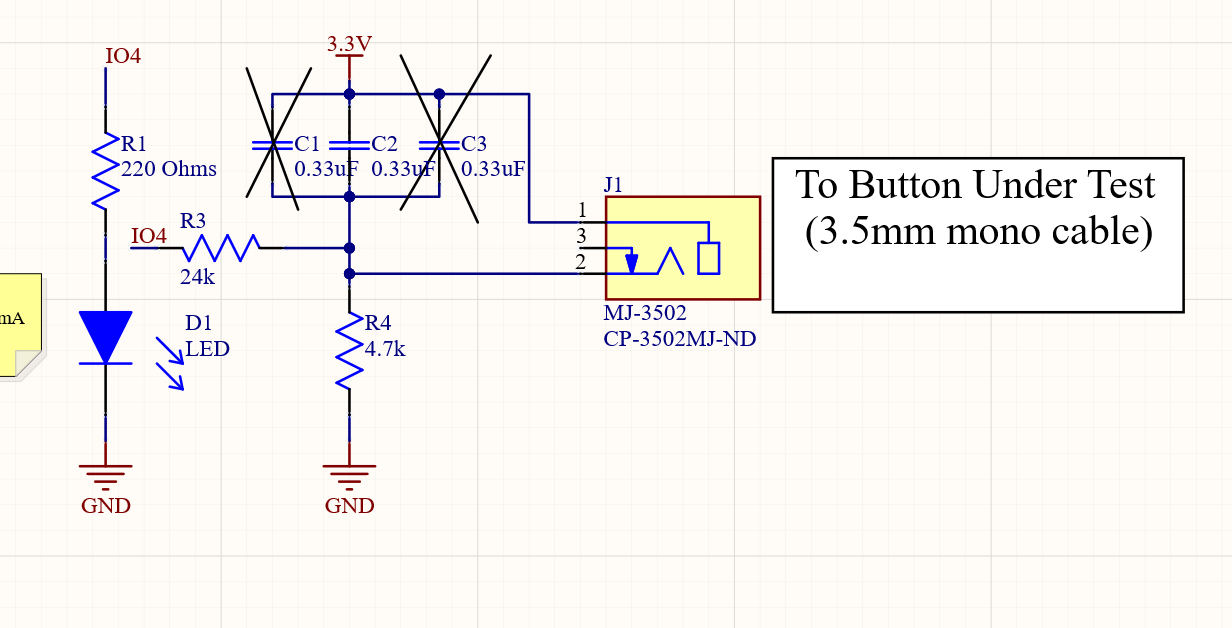 IO4
3.3V
R1
220 Ohms
C1
0.33uF
C2
0.33uF
C3
0.33uF
R3
IO4
24k
J1
1
3
2
MJ-3502
CP-3502MJ-ND
To Button Under Test
(3.5mm mono cable)
mA
D1
LED
R4
4.7k
GND
GND